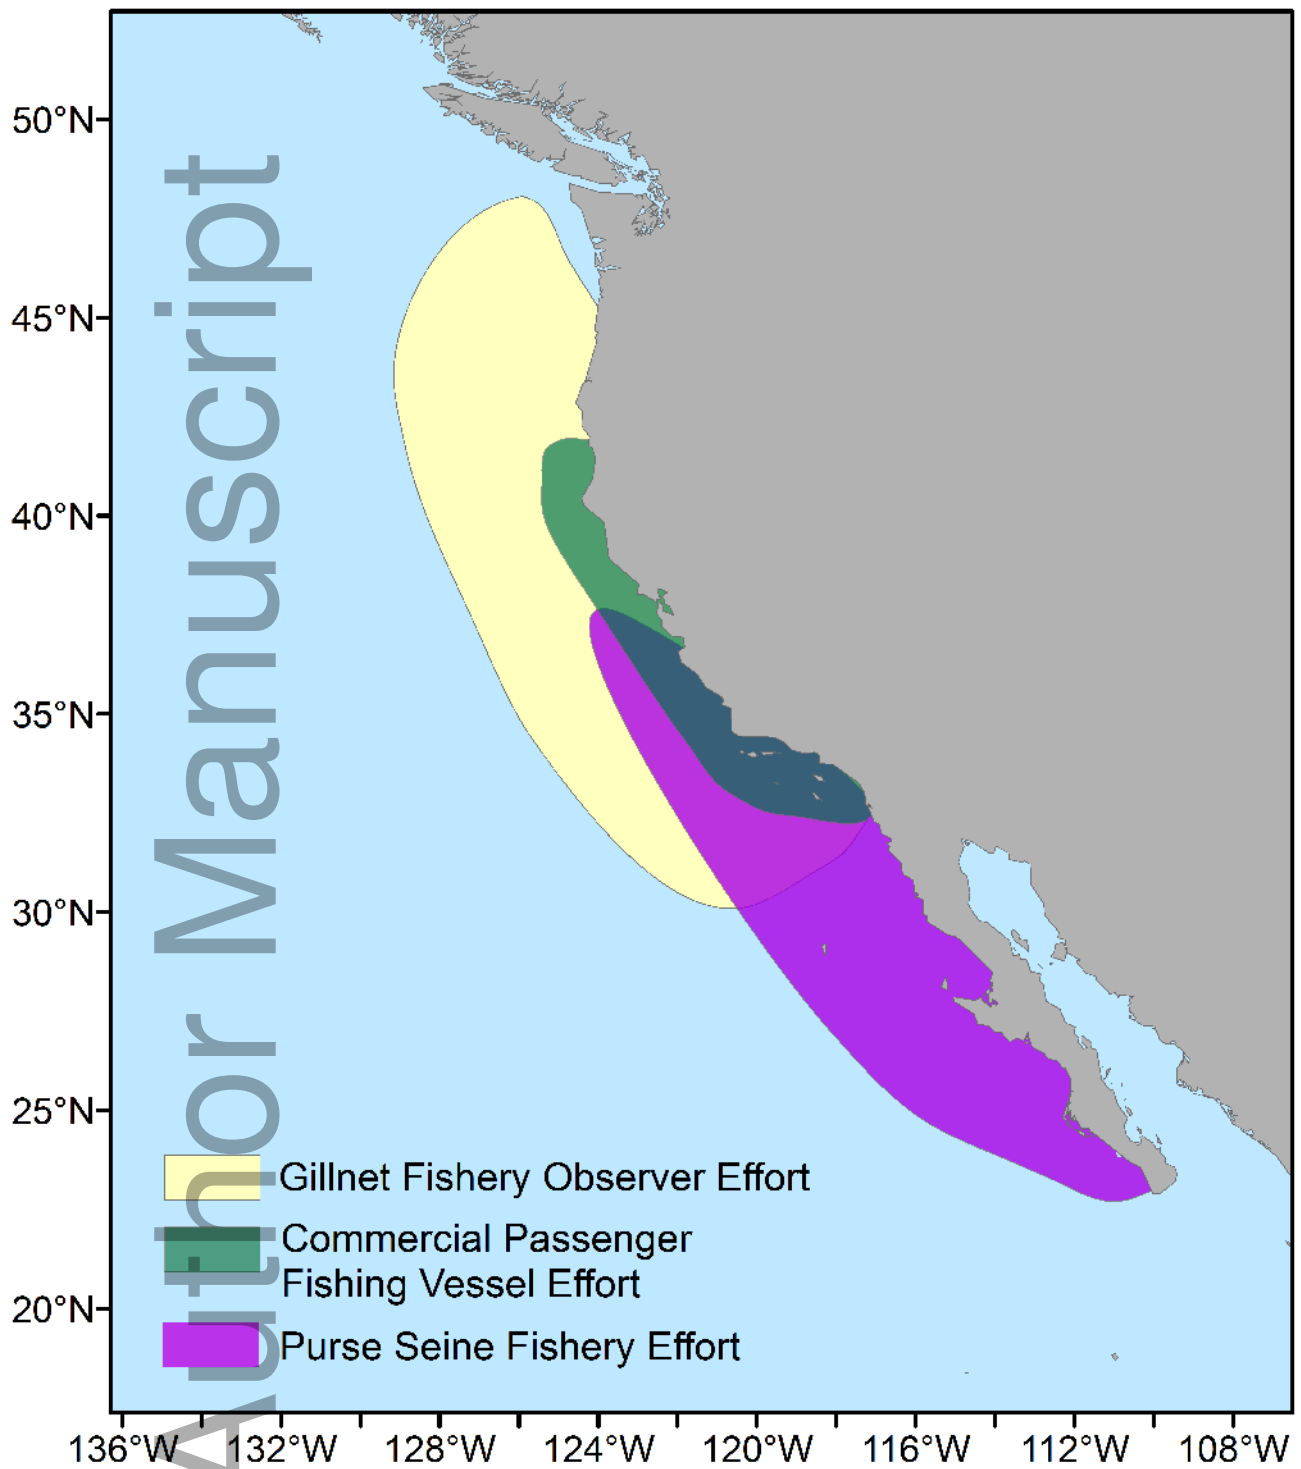 50°N
45°N
40°N
35°N
30°N
25°N
20°N
Author Manuscript
Gillnet Fishery Observer Effort
Commercial Passenger
Fishing Vessel Effort
Purse Seine Fishery Effort
136°W 132°W 128°W 124°W 120°W 116°W 112°W 108°W